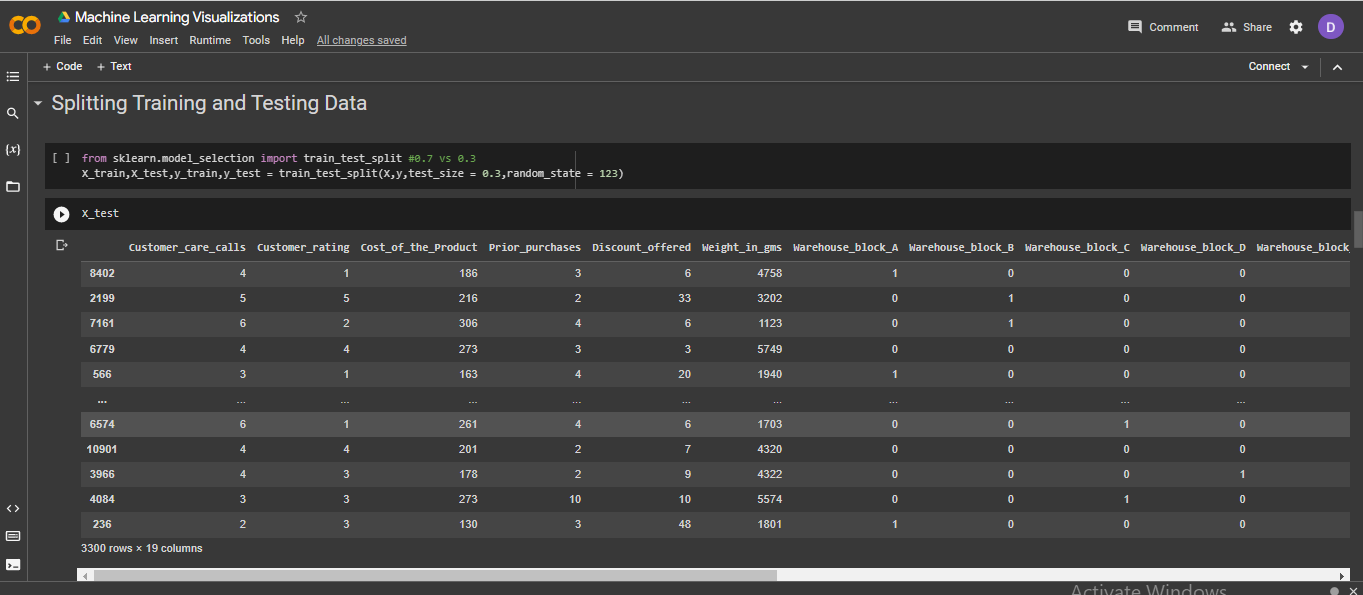 Machine Learning Visualizations
Comment Share D
File Edit View Insert Runtime Tools Help All changes saved
+ Code + Text Connect
Splitting Training and Testing Data
[ ] from sklearn.model_selection import train_test_split #0.7 vs 0.3
X_train,X_test,y_train,y_test = train_test_split(X,y,test_size = 0.3,random_state = 123)
X_test
Customer_care_calls Customer_rating Cost_of_the_Product Prior_purchases Discount_offered Weight_in_gms Warehouse_block_A Warehouse_block_B Warehouse_block_C Warehouse_block_D Warehouse_block
8402 4 1 186 3 6 4758 1 0 0 0
2199 5 5 216 2 33 3202 0 1 0 0
7161 6 2 306 4 6 1123 0 1 0 0
6779 4 4 273 3 3 5749 0 0 0 0
566 3 1 163 4 20 1940 1 0 0 0
... ... ... ... ... ... ... ... ... ... ...
6574 6 1 261 4 6 1703 0 0 1 0
10901 4 4 201 2 7 4320 0 0 0 0
3966 4 3 178 2 9 4322 0 0 0 1
4084 3 3 273 10 10 5574 0 0 1 0
236 2 3 130 3 48 1801 1 0 0 0
3300 rows × 19 columns
Activate Windows